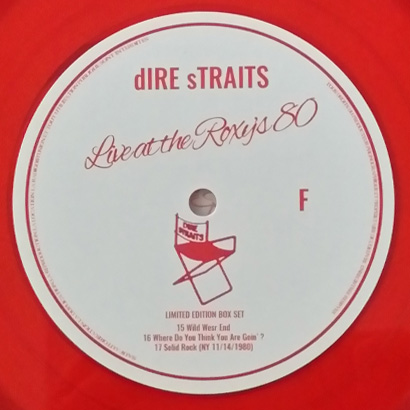 dIRE sTRAITS
Live at the Roxy's 80
F
DIRE
STRAITS
LIMITED EDITION BOX SET
15 Wild Wesr End
16 Where Do You Think You Are Goin' ?
17 Solid Rock (NY 11/14/1980)